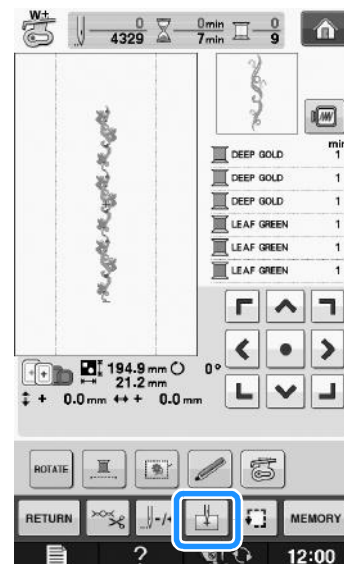 W+
0 0min 0
4329 7min 9
min
DEEP GOLD 1
DEEP GOLD 1
DEEP GOLD 1
LEAF GREEN 1
LEAF GREEN 1
LEAF GREEN 1
194.9 mm 0°
21.2 mm
+ 0.0 mm + 0.0 mm
ROTATE
RETURN -/+ MEMORY
? 12:00